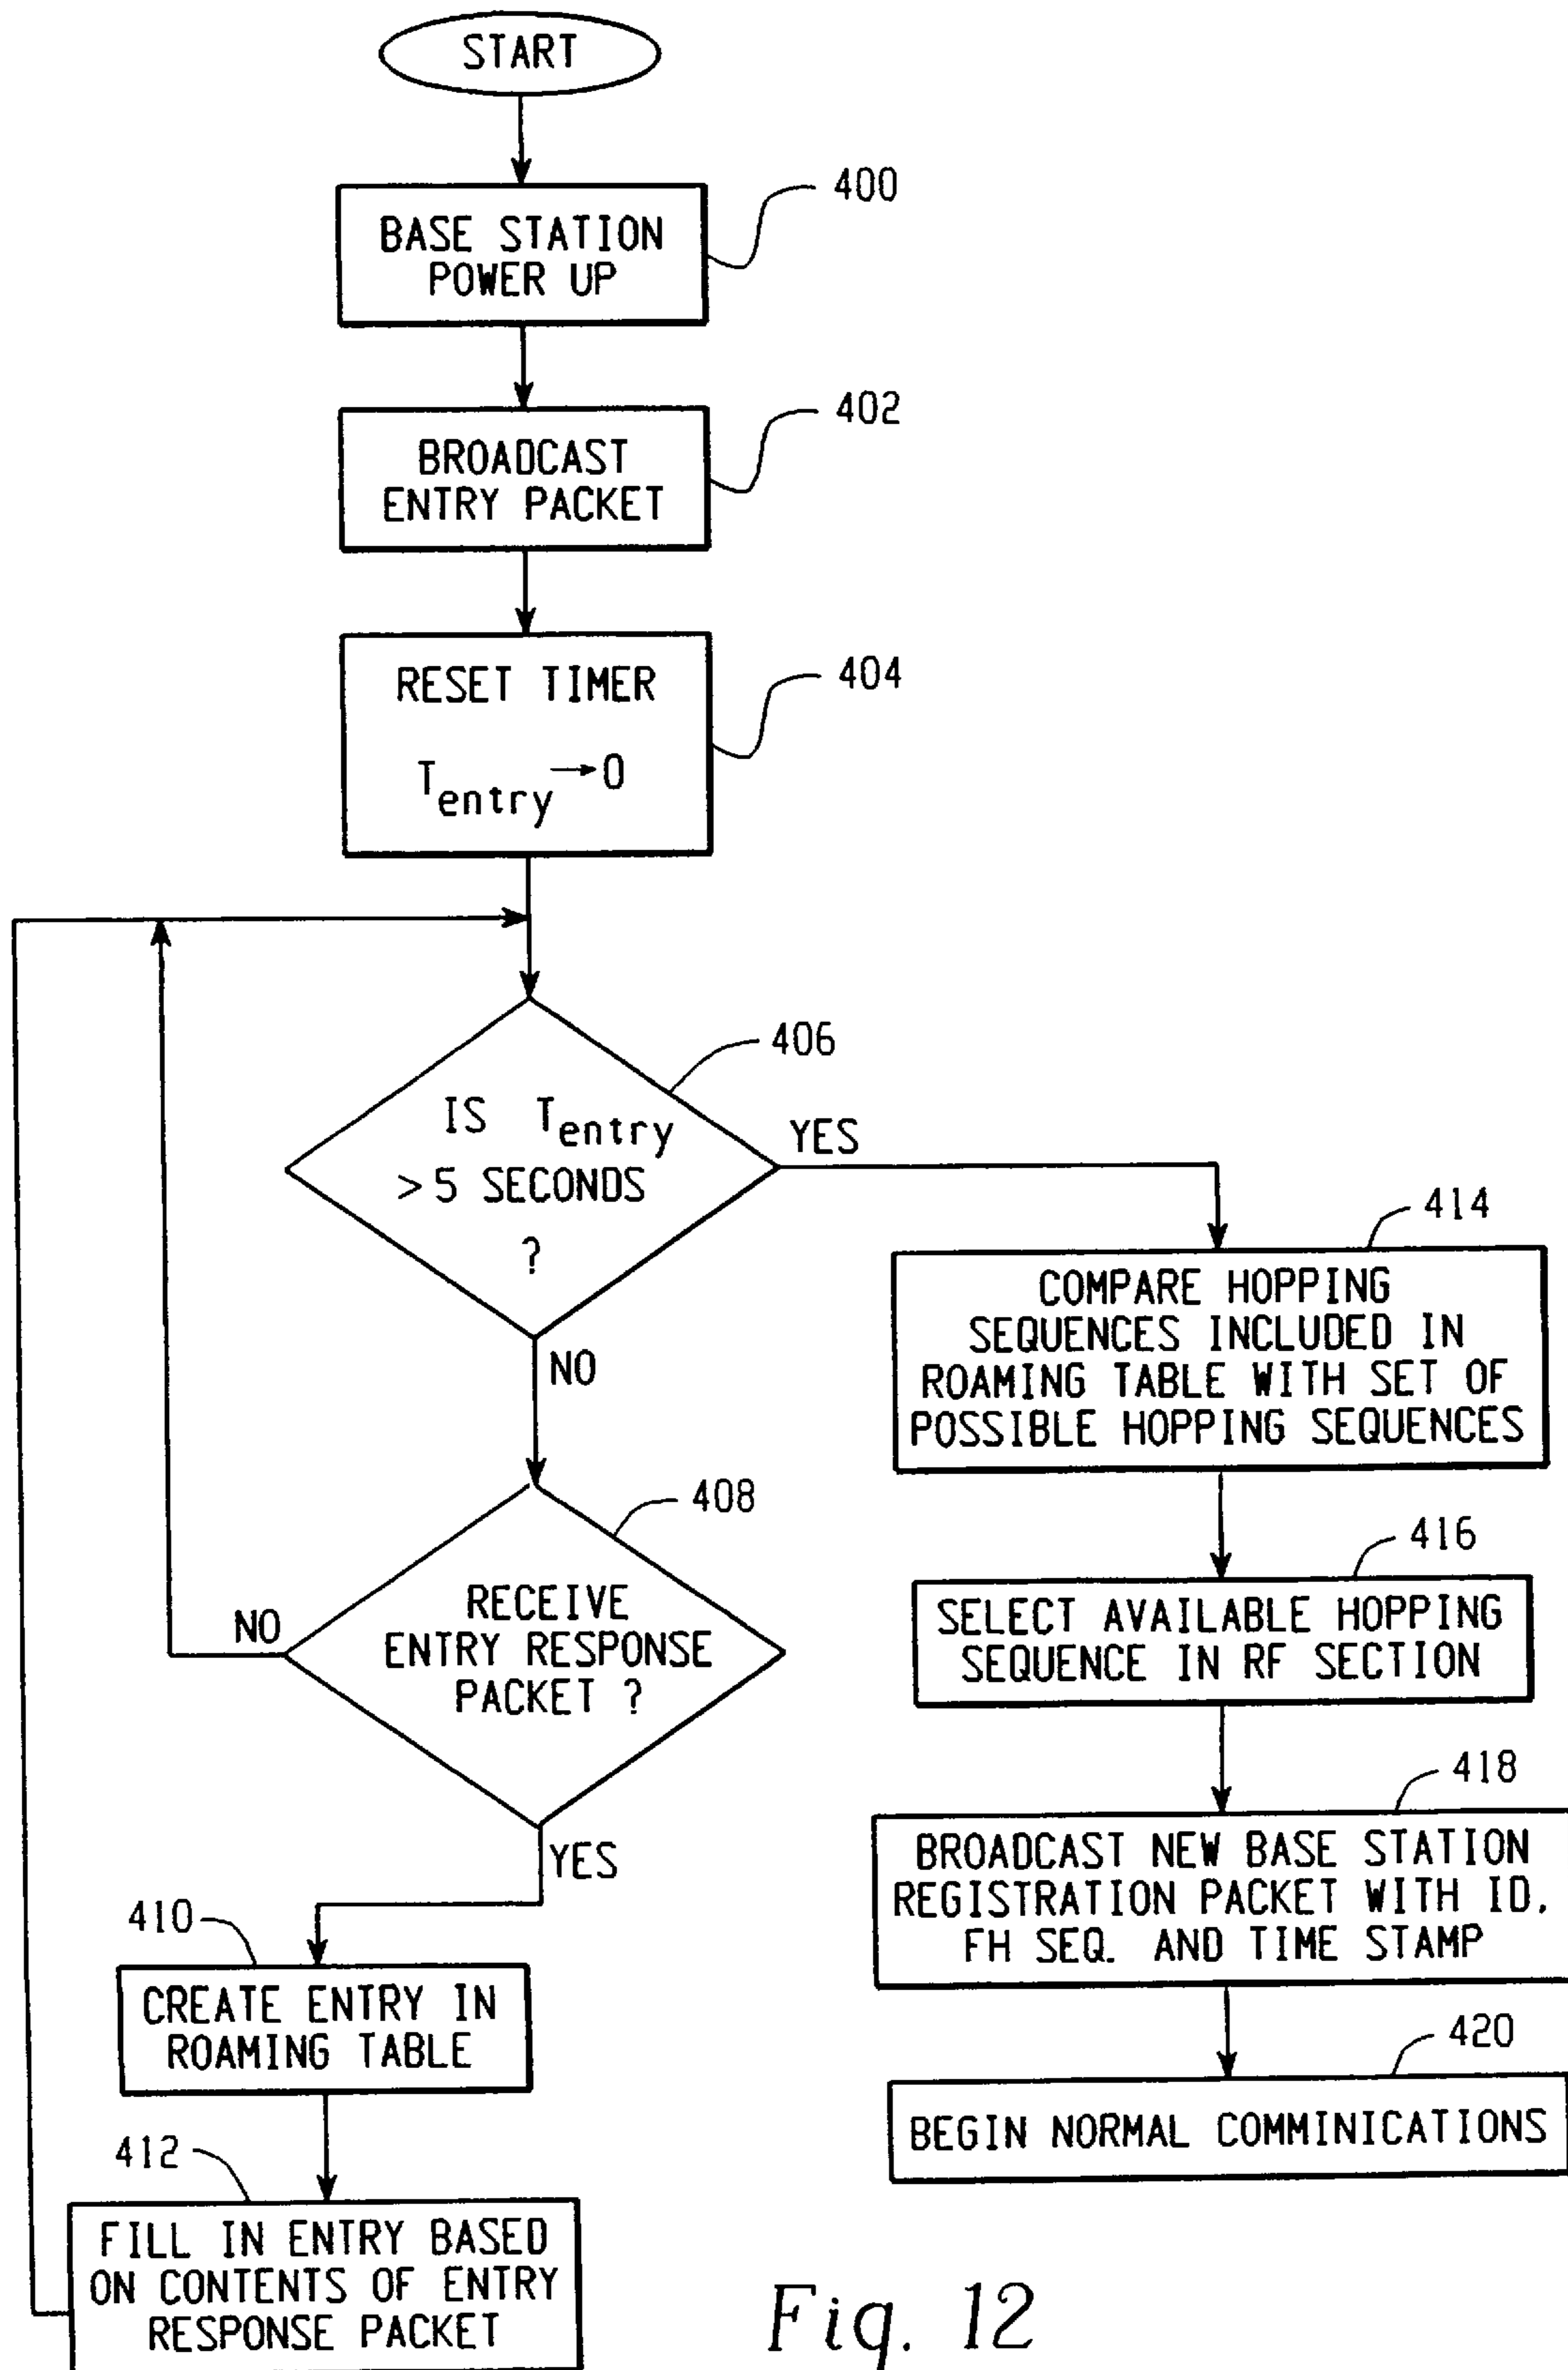 START
400
BASE STATION
POWER UP
402
BROADCAST
ENTRY PACKET
404
RESET TIMER
Tentry→0
406
IS Tentry
> 5 SECONDS
?
YES
NO
408
RECEIVE
ENTRY RESPONSE
PACKET ?
NO
YES
410
CREATE ENTRY IN
ROAMING TABLE
412
FILL IN ENTRY BASED
ON CONTENTS OF ENTRY
RESPONSE PACKET
414
COMPARE HOPPING
SEQUENCES INCLUDED IN
ROAMING TABLE WITH SET OF
POSSIBLE HOPPING SEQUENCES
416
SELECT AVAILABLE HOPPING
SEQUENCE IN RF SECTION
418
BROADCAST NEW BASE STATION
REGISTRATION PACKET WITH ID,
FH SEQ. AND TIME STAMP
420
BEGIN NORMAL COMMINICATIONS
Fig. 12